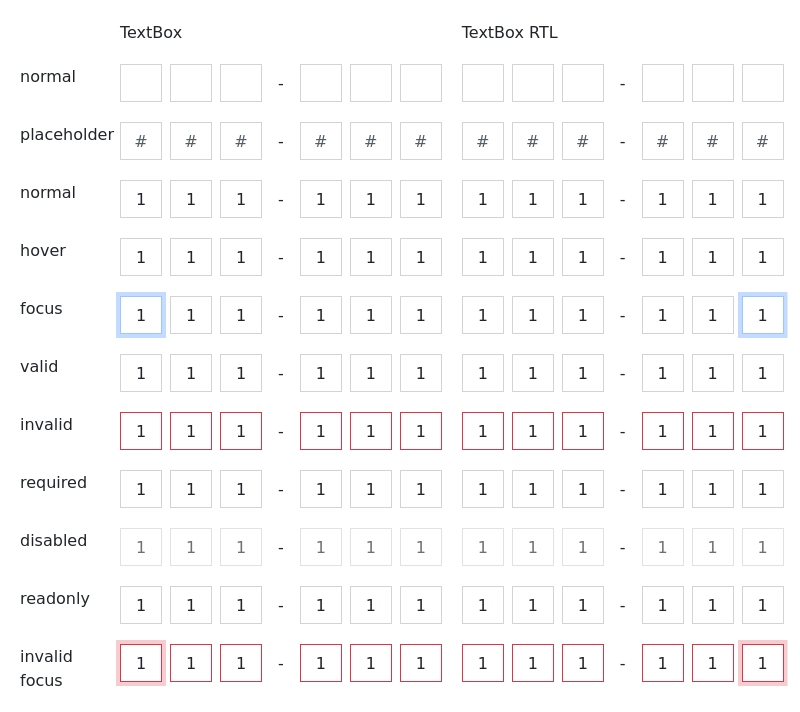 TextBox TextBox RTL
normal - -
placeholder # # # - # # # # # # - # # #
normal 1 1 1 - 1 1 1 1 1 1 - 1 1 1
hover 1 1 1 - 1 1 1 1 1 1 - 1 1 1
focus 1 1 1 - 1 1 1 1 1 1 - 1 1 1
valid 1 1 1 - 1 1 1 1 1 1 - 1 1 1
invalid 1 1 1 - 1 1 1 1 1 1 - 1 1 1
required 1 1 1 - 1 1 1 1 1 1 - 1 1 1
disabled 1 1 1 - 1 1 1 1 1 1 - 1 1 1
readonly 1 1 1 - 1 1 1 1 1 1 - 1 1 1
invalid 1 1 1 - 1 1 1 1 1 1 - 1 1 1
focus